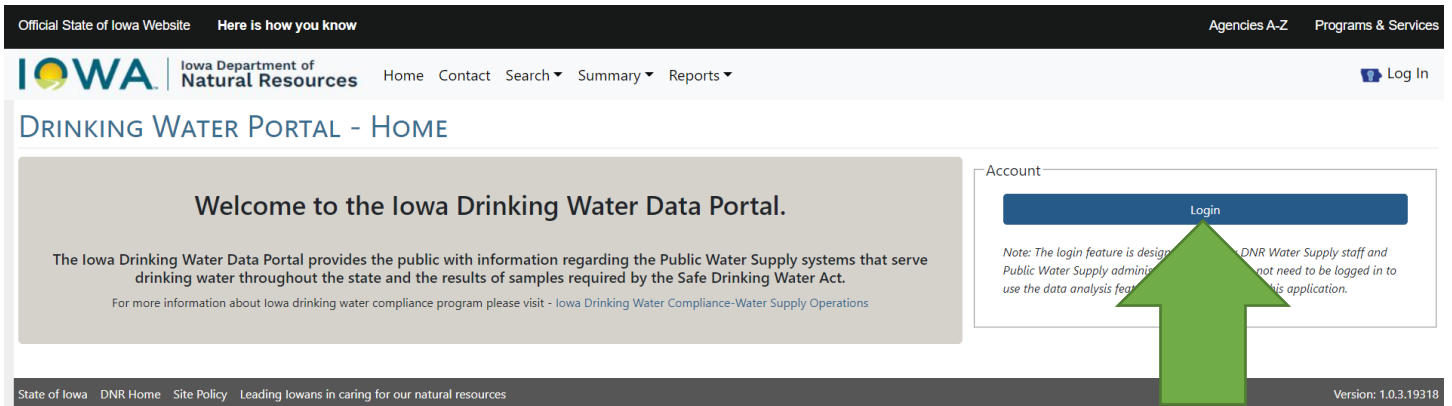 Official State of Iowa Website Here is how you know Agencies A-Z Programs & Services
IOWA Iowa Department of
Natural Resources Home Contact Search Summary Reports Log In
Drinking Water Portal - Home
Account
Welcome to the Iowa Drinking Water Data Portal.
Login
The Iowa Drinking Water Data Portal provides the public with information regarding the Public Water Supply systems that serve
drinking water throughout the state and the results of samples required by the Safe Drinking Water Act.
For more information about Iowa drinking water compliance program please visit - Iowa Drinking Water Compliance-Water Supply Operations
Note: The login feature is DNR Water Supply staff and
Public Water Supply not need to be logged in to
use the data analysis application.
State of Iowa DNR Home Site Policy Leading Iowans in caring for our natural resources Version: 1.0.3.19318